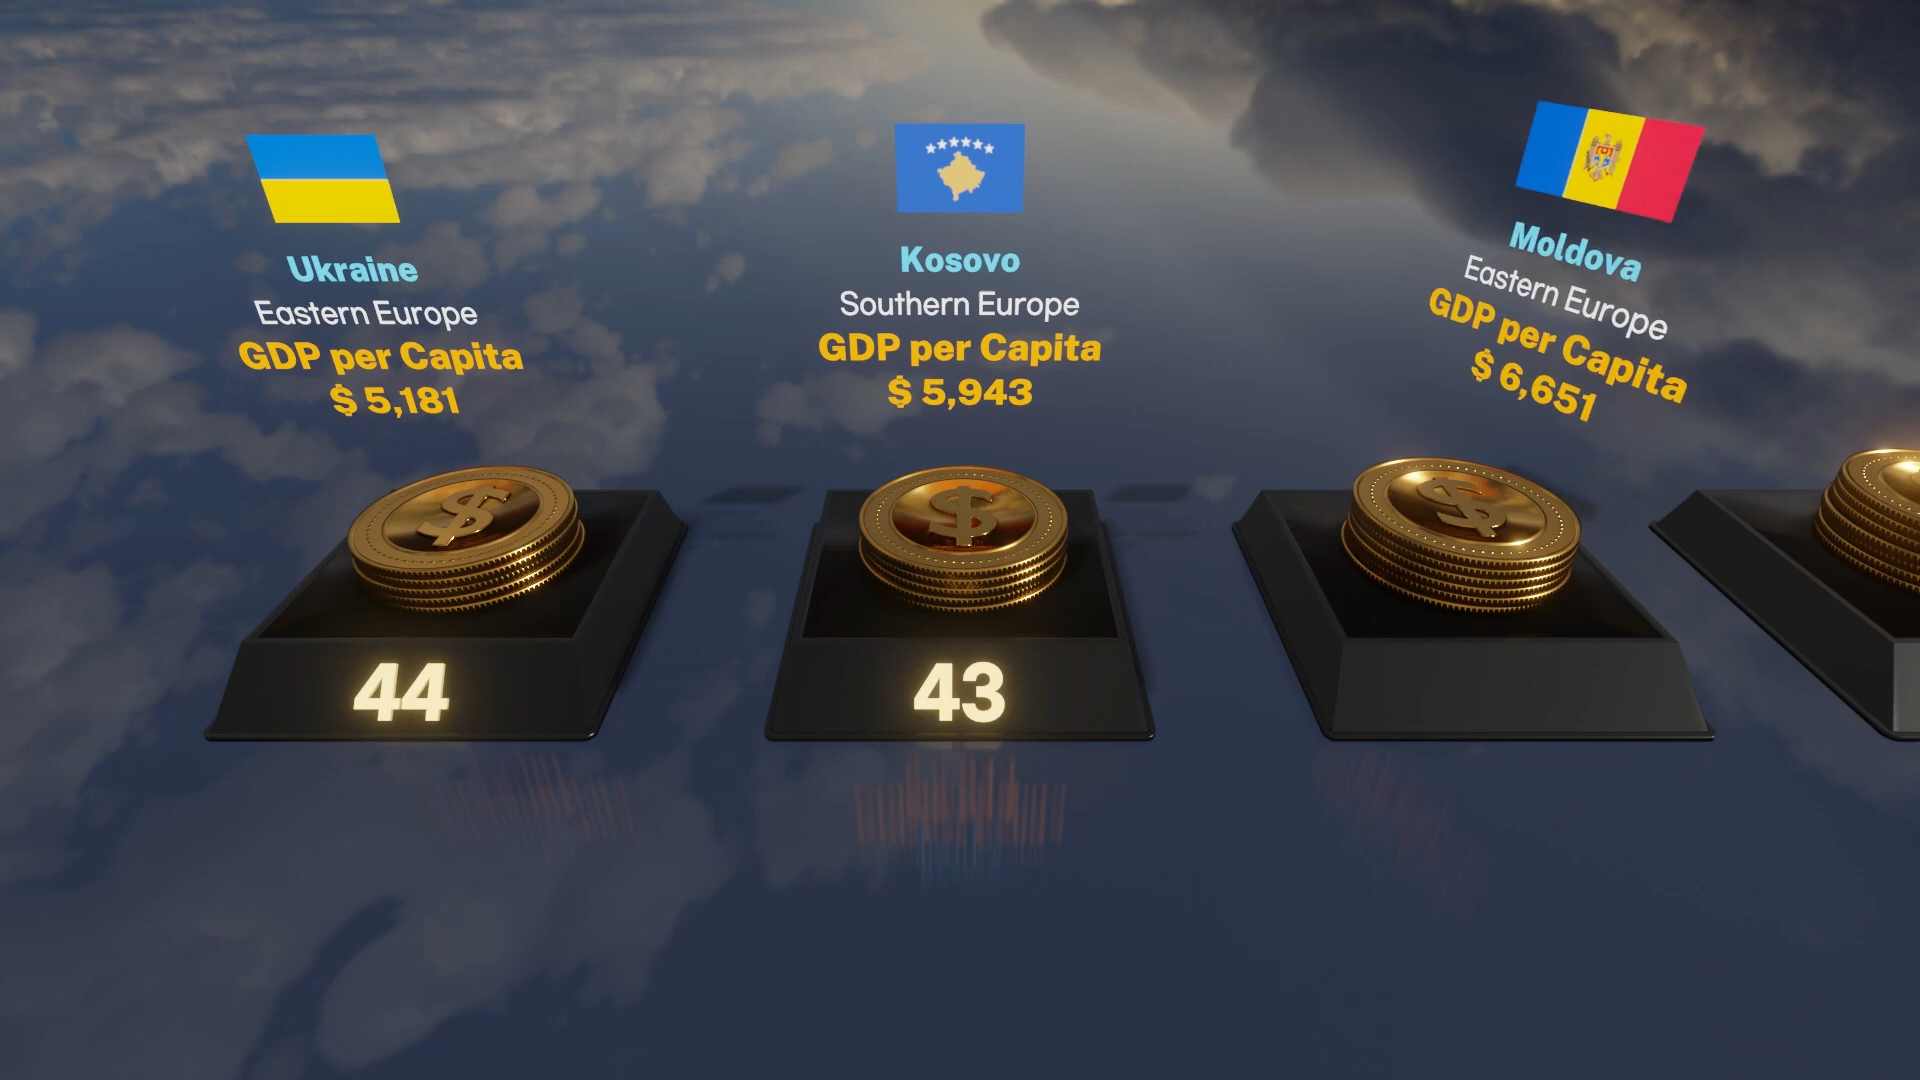 Ukraine
Eastern Europe
GDP per Capita
$ 5,181
44
Kosovo
Southern Europe
GDP per Capita
$ 5,943
43
Moldova
Eastern Europe
GDP per Capita
$ 6,651